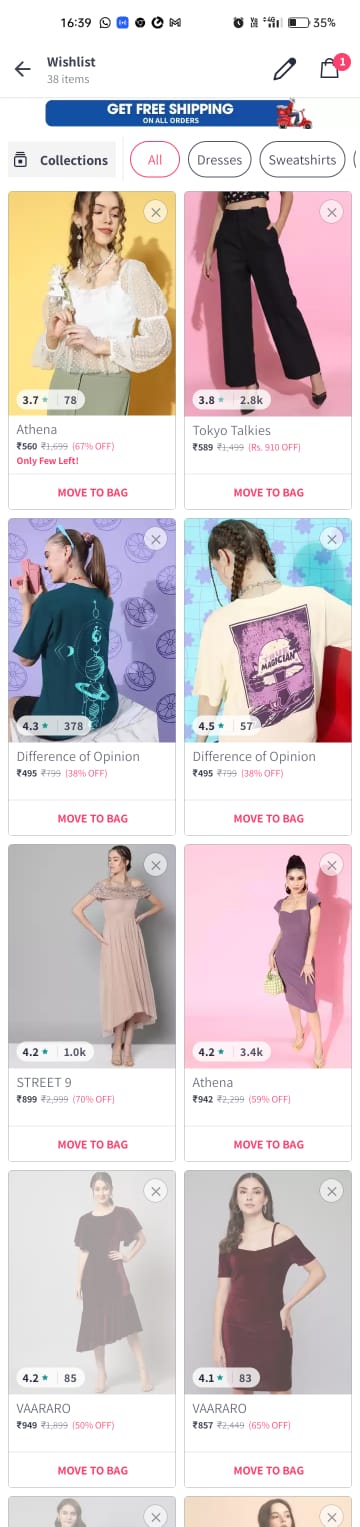 16:39
35%
Wishlist
38 items
1
GET FREE SHIPPING
ON ALL ORDERS
Collections
All
Dresses
Sweatshirts
3.7 ★ | 78
3.8 ★ | 2.8k
Athena
₹560 ₹1,699 (67% OFF)
Only Few Left!
Tokyo Talkies
₹589 ₹1,499 (Rs. 910 OFF)
MOVE TO BAG
MOVE TO BAG
MAGICIAN
4.3 ★ | 378
4.5 ★ | 57
Difference of Opinion
₹495 ₹799 (38% OFF)
Difference of Opinion
₹495 ₹799 (38% OFF)
MOVE TO BAG
MOVE TO BAG
4.2 ★ | 1.0k
4.2 ★ | 3.4k
STREET 9
₹899 ₹2,999 (70% OFF)
Athena
₹942 ₹2,299 (59% OFF)
MOVE TO BAG
MOVE TO BAG
4.2 ★ | 85
4.1 ★ | 83
VAARARO
₹949 ₹1,899 (50% OFF)
VAARARO
₹857 ₹2,449 (65% OFF)
MOVE TO BAG
MOVE TO BAG